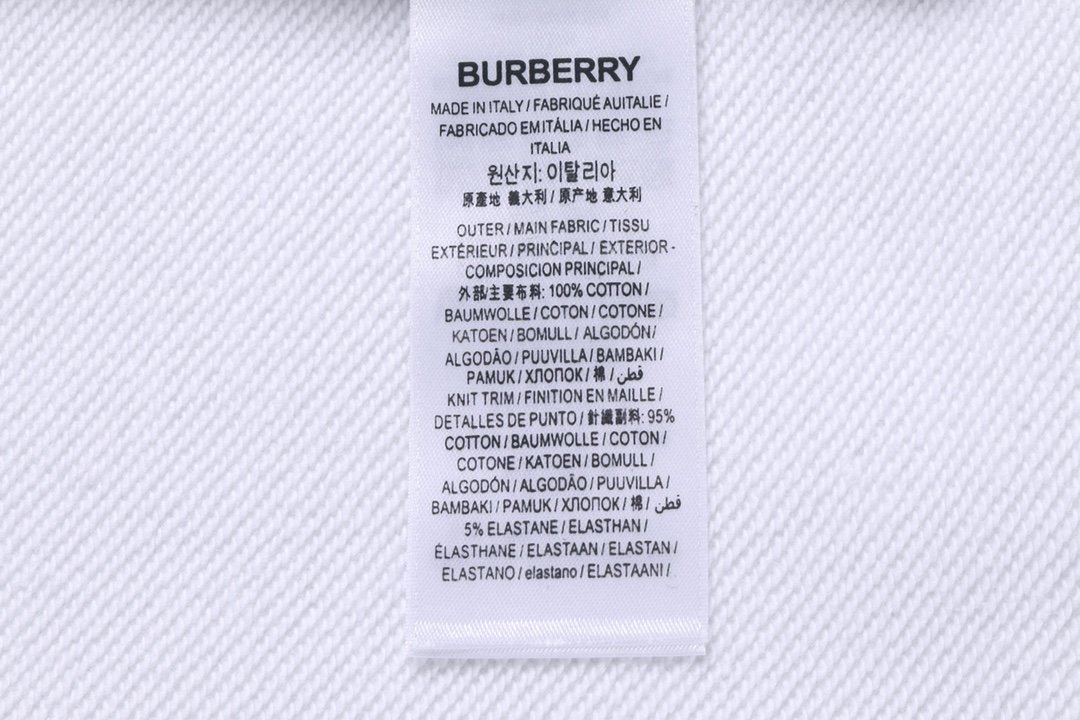 BURBERRY
MADE IN ITALY / FABRIQUÉ AUITALIE /
FABRICADO EMITÁLIA / HECHO EN
ITALIA
원산지: 이탈리아
原產地 義大利 / 原产地 意大利
OUTER / MAIN FABRIC / TISSU
EXTÉRIEUR / PRINCIPAL / EXTERIOR -
COMPOSICION PRINCIPAL /
外部/主要布料: 100% COTTON /
BAUMWOLLE / COTON / COTONE /
KATOEN / BOMULL / ALGODÓN /
ALGODÃO / PUUVILLA / BAMBAKI /
PAMUK / ХЛОПОК / 棉 / قطن
KNIT TRIM / FINITION EN MAILLE /
DETALLES DE PUNTO / 針織副料: 95%
COTTON / BAUMWOLLE / COTON /
COTONE / KATOEN / BOMULL /
ALGODÓN / ALGODÃO / PUUVILLA /
BAMBAKI / PAMUK / ХЛОПОК / 棉 / قطن
5% ELASTANE / ELASTHAN /
ÉLASTHANE / ELASTAAN / ELASTAN /
ELASTANO / elastano / ELASTAANI /